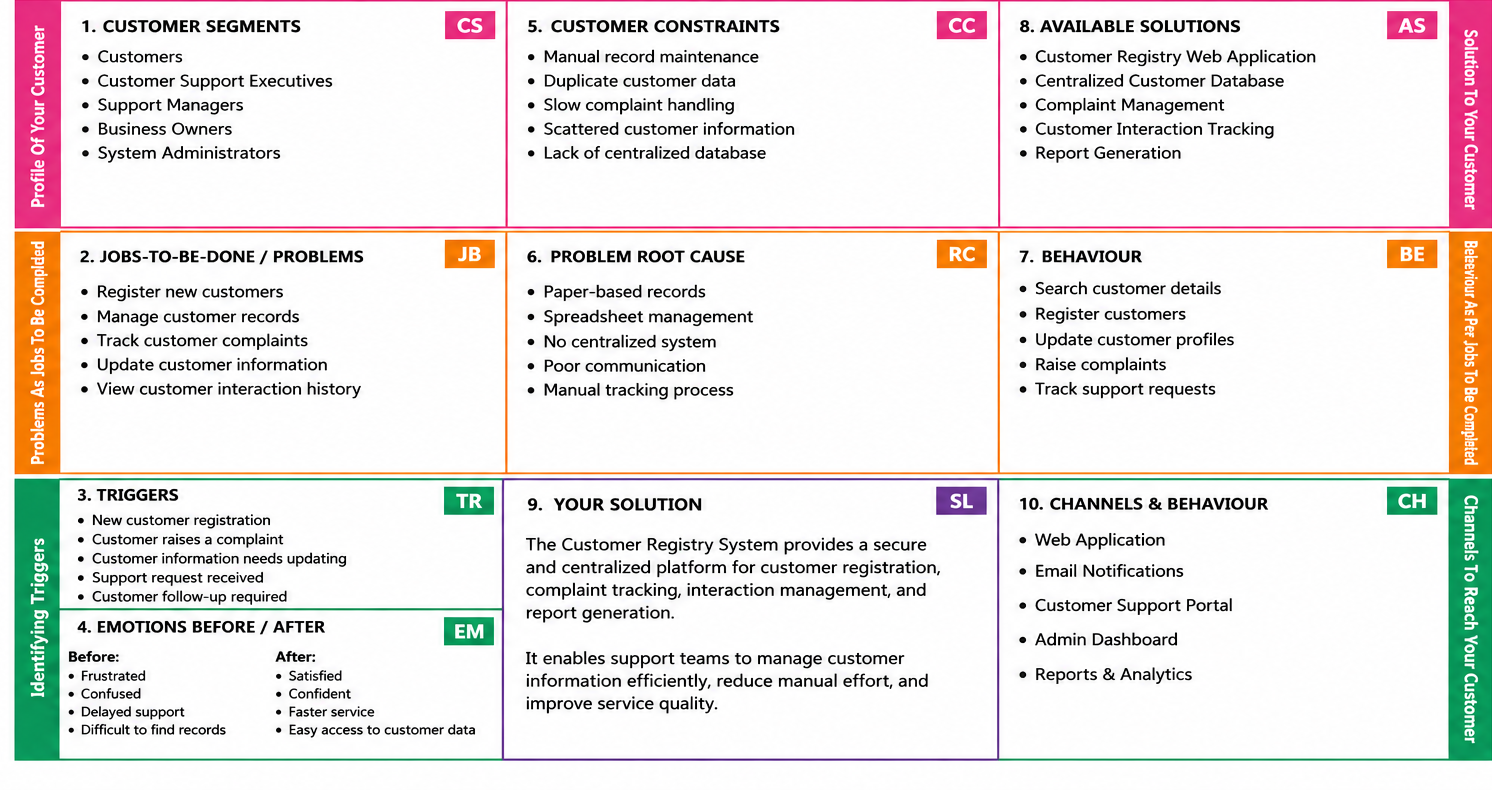 Profile Of Your Customer
1. CUSTOMER SEGMENTS
CS
• Customers
• Customer Support Executives
• Support Managers
• Business Owners
• System Administrators
5. CUSTOMER CONSTRAINTS
CC
• Manual record maintenance
• Duplicate customer data
• Slow complaint handling
• Scattered customer information
• Lack of centralized database
8. AVAILABLE SOLUTIONS
AS
• Customer Registry Web Application
• Centralized Customer Database
• Complaint Management
• Customer Interaction Tracking
• Report Generation
Solution To Your Customer
Problems As Jobs To Be Complded
2. JOBS-TO-BE-DONE / PROBLEMS
JB
• Register new customers
• Manage customer records
• Track customer complaints
• Update customer information
• View customer interaction history
6. PROBLEM ROOT CAUSE
RC
• Paper-based records
• Spreadsheet management
• No centralized system
• Poor communication
• Manual tracking process
7. BEHAVIOUR
BE
• Search customer details
• Register customers
• Update customer profiles
• Raise complaints
• Track support requests
As Per Jobs To Be Completed
Identifying Triggers
3. TRIGGERS
TR
• New customer registration
• Customer raises a complaint
• Customer information needs updating
• Support request received
• Customer follow-up required
4. EMOTIONS BEFORE / AFTER
EM
Before:
• Frustrated
• Confused
• Delayed support
• Difficult to find records
After:
• Satisfied
• Confident
• Faster service
• Easy access to customer data
9. YOUR SOLUTION
SL
The Customer Registry System provides a secure
and centralized platform for customer registration,
complaint tracking, interaction management, and
report generation.
It enables support teams to manage customer
information efficiently, reduce manual effort, and
improve service quality.
10. CHANNELS & BEHAVIOUR
CH
• Web Application
• Email Notifications
• Customer Support Portal
• Admin Dashboard
• Reports & Analytics
Channels To Reach Your Customer